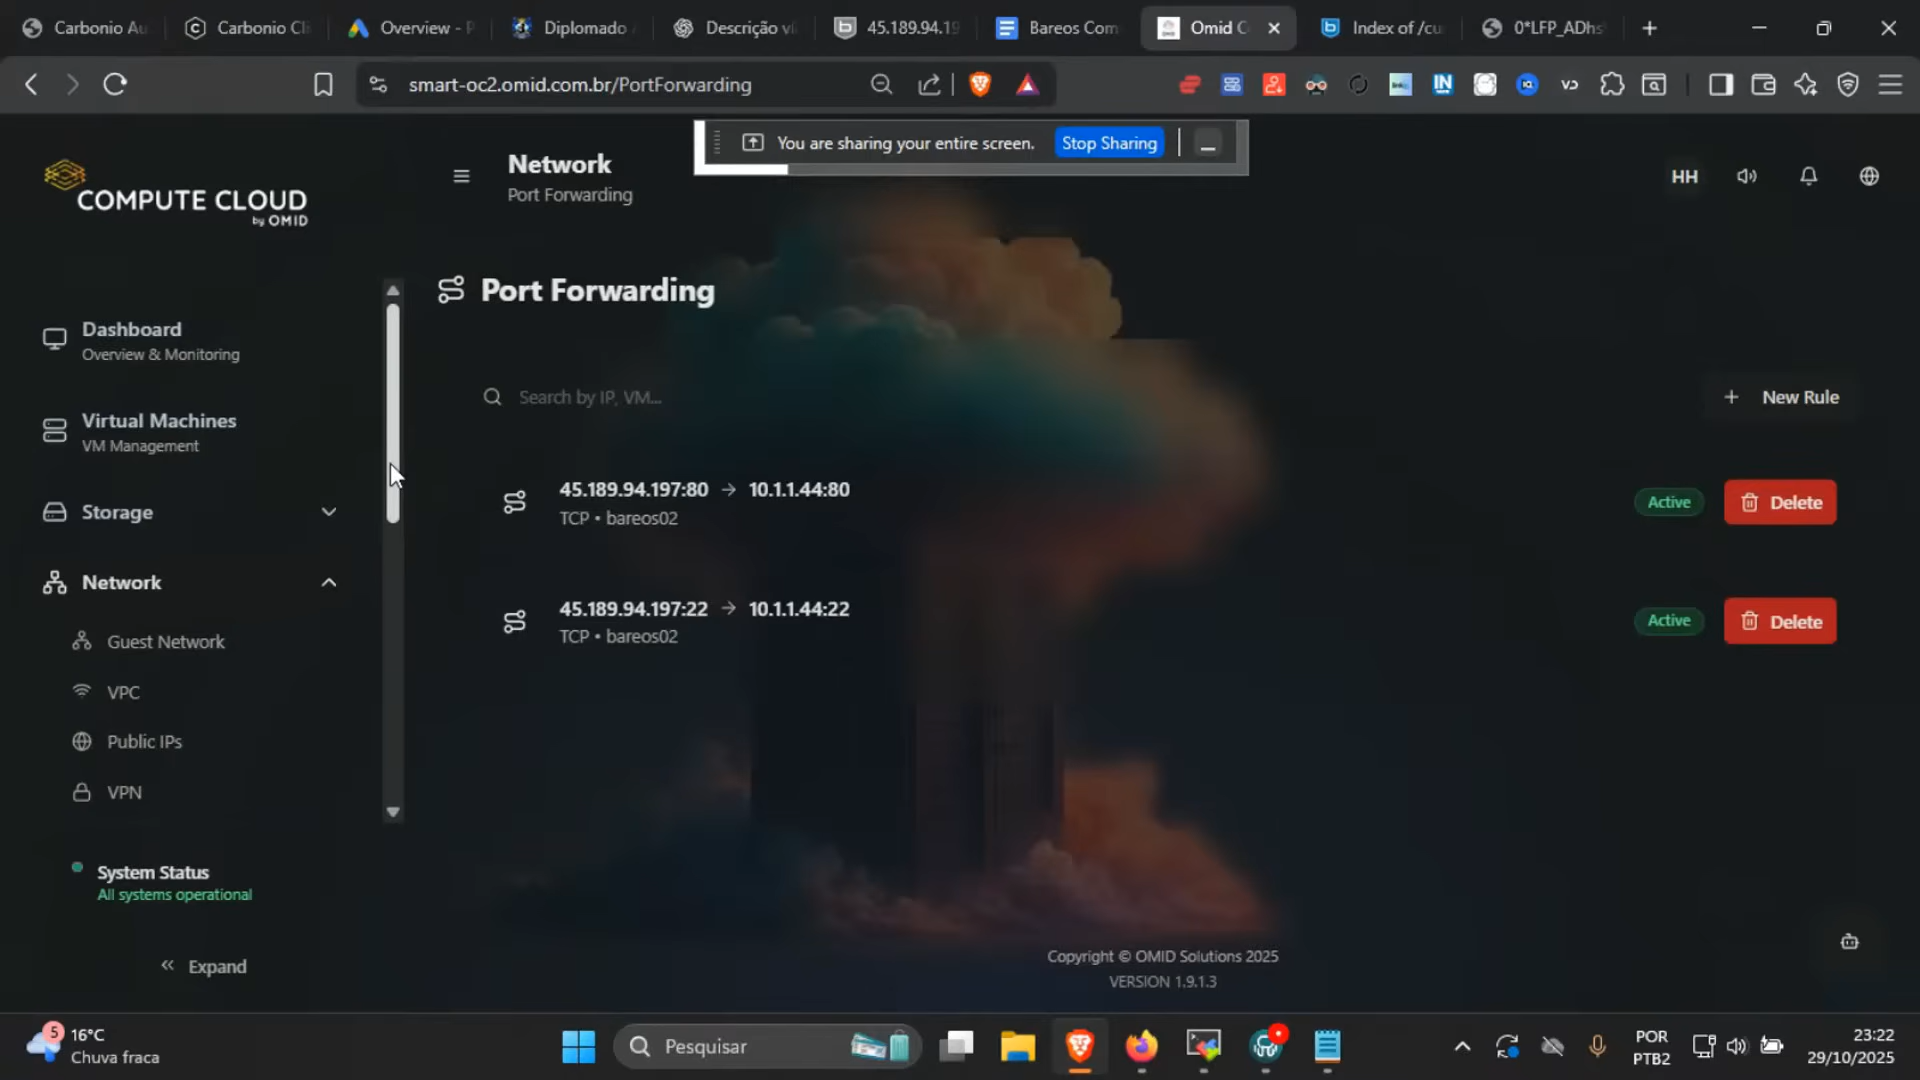 Carbonio Au
Carbonio Cli
Overview - P
Diplomado
Descrição ví
45.189.94.19
Bareos Com
Omid C
Index of /cu
0*LFP_ADhs
smart-oc2.omid.com.br/PortForwarding
You are sharing your entire screen.
Stop Sharing
COMPUTE CLOUD
by OMID
Network
Port Forwarding
HH
Port Forwarding
Dashboard
Overview & Monitoring
Search by IP, VM...
New Rule
Virtual Machines
VM Management
45.189.94.197:80 → 10.1.1.44:80
TCP • bareos02
Active
Delete
Storage
Network
45.189.94.197:22 → 10.1.1.44:22
TCP • bareos02
Active
Delete
Guest Network
VPC
Public IPs
VPN
System Status
All systems operational
Expand
Copyright © OMID Solutions 2025
VERSION 1.9.1.3
5
16°C
Chuva fraca
Pesquisar
POR
PTB2
23:22
29/10/2025